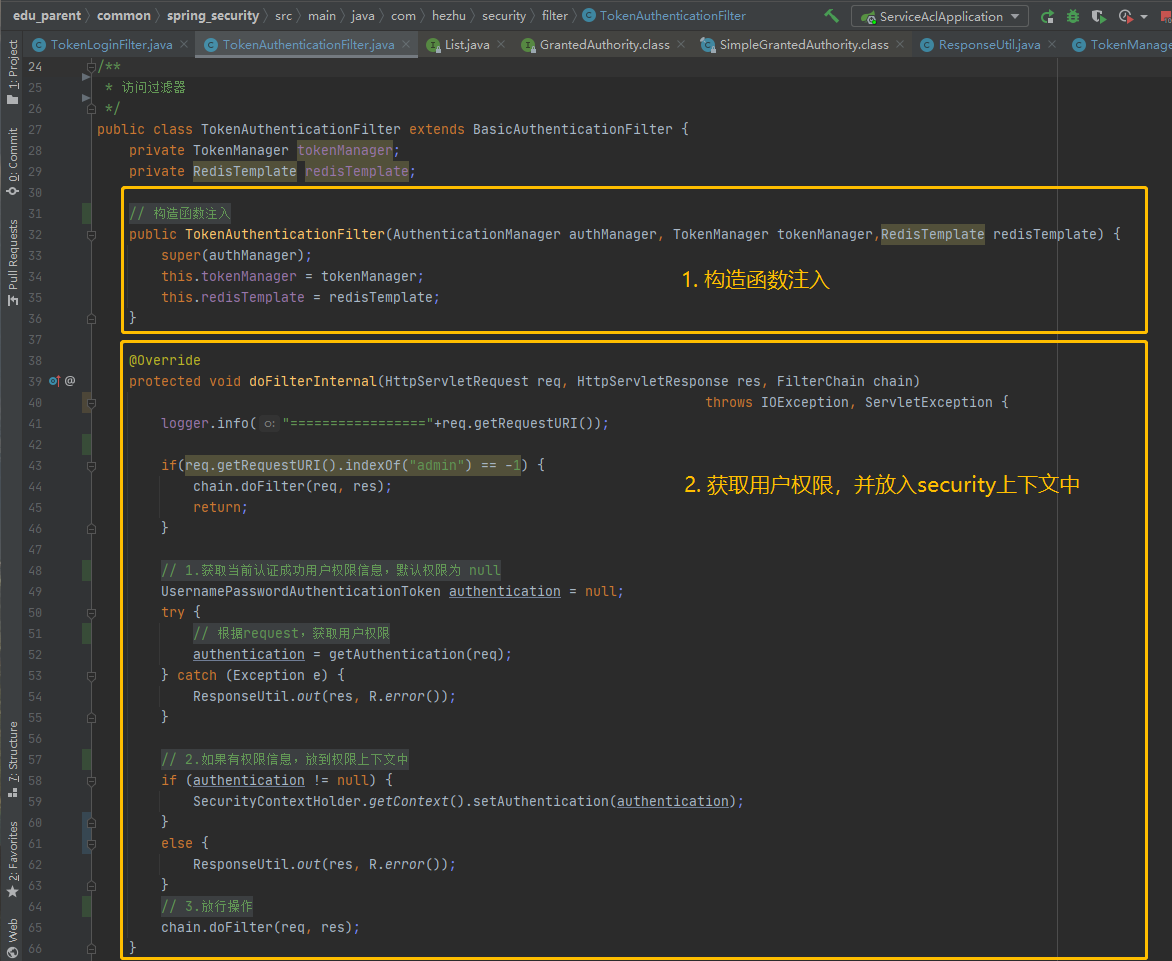 edu_parent common spring_security src main java com hezhu security filter TokenAuthenticationFilter ServiceAclApplication
TokenLoginFilter.java TokenAuthenticationFilter.java List.java GrantedAuthority.class SimpleGrantedAuthority.class ResponseUtil.java TokenManage
1: Project
0: Commit
Pull Requests
7: Structure
2: Favorites
Web
24 /**
25 * 访问过滤器
26 */
27 public class TokenAuthenticationFilter extends BasicAuthenticationFilter {
28 private TokenManager tokenManager;
29 private RedisTemplate redisTemplate;
30
31 // 构造函数注入
32 public TokenAuthenticationFilter(AuthenticationManager authManager, TokenManager tokenManager,RedisTemplate redisTemplate) {
33 super(authManager);
34 this.tokenManager = tokenManager;
35 this.redisTemplate = redisTemplate;
1. 构造函数注入
36 }
37
38 @Override
39 @ protected void doFilterInternal(HttpServletRequest req, HttpServletResponse res, FilterChain chain)
40 throws IOException, ServletException {
41 logger.info( o: "================="+req.getRequestURI());
42
43 if(req.getRequestURI().indexOf("admin") == -1) {
44 chain.doFilter(req, res);
2. 获取用户权限，并放入security上下文中
45 return;
46 }
47
48 // 1.获取当前认证成功用户权限信息，默认权限为 null
49 UsernamePasswordAuthenticationToken authentication = null;
50 try {
51 // 根据request，获取用户权限
52 authentication = getAuthentication(req);
53 } catch (Exception e) {
54 ResponseUtil.out(res, R.error());
55 }
56
57 // 2.如果有权限信息，放到权限上下文中
58 if (authentication != null) {
59 SecurityContextHolder.getContext().setAuthentication(authentication);
60 }
61 else {
62 ResponseUtil.out(res, R.error());
63 }
64 // 3.放行操作
65 chain.doFilter(req, res);
66 }